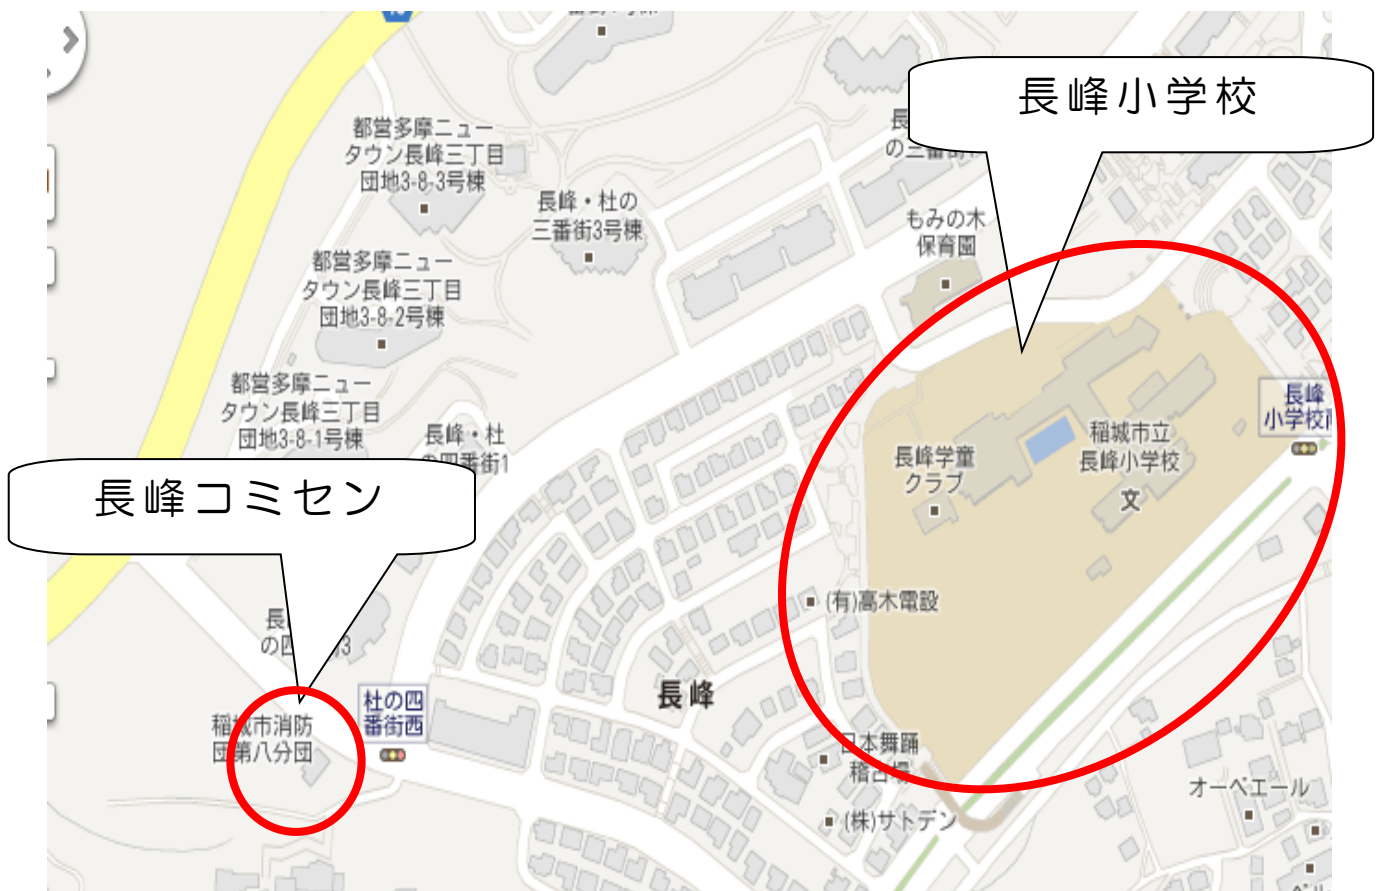 長峰小学校
都営多摩ニュー
タウン長峰三丁目
団地3-8-3号棟
長峰・杜の
三番街3号棟
もみの木
保育園
都営多摩ニュー
タウン長峰三丁目
団地3-8-2号棟
都営多摩ニュー
タウン長峰三丁目
団地3-8-1号棟
長峰・杜
の四番街1
長峰
小学校
稲城市立
長峰小学校
文
長峰学童
クラブ
長峰コミセン
(有)高木電設
長峰
杜の四
番街西
稲城市消防
団第八分団
日本舞踊
稽古場
(株)サトデン
オーベエール